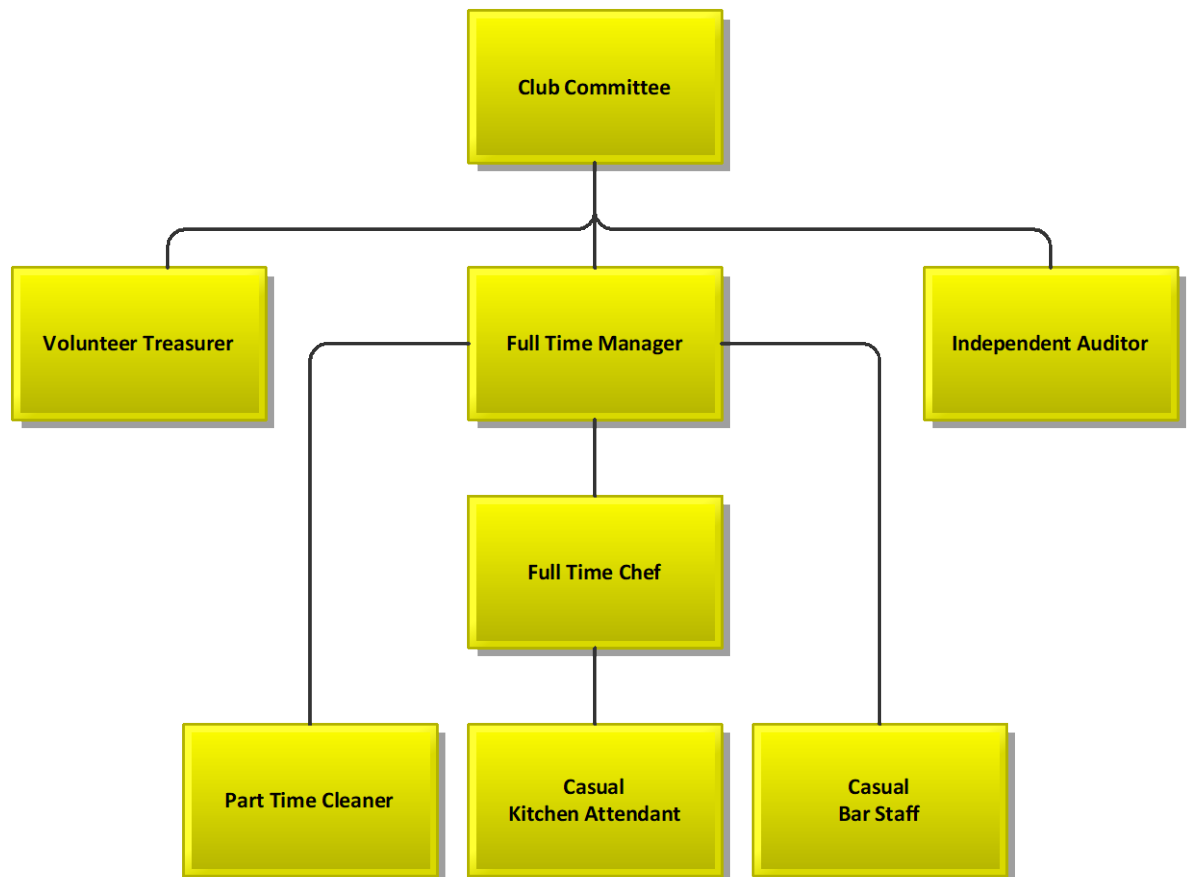 Club Committee
Volunteer Treasurer
Full Time Manager
Independent Auditor
Full Time Chef
Part Time Cleaner
Casual
Kitchen Attendant
Casual
Bar Staff